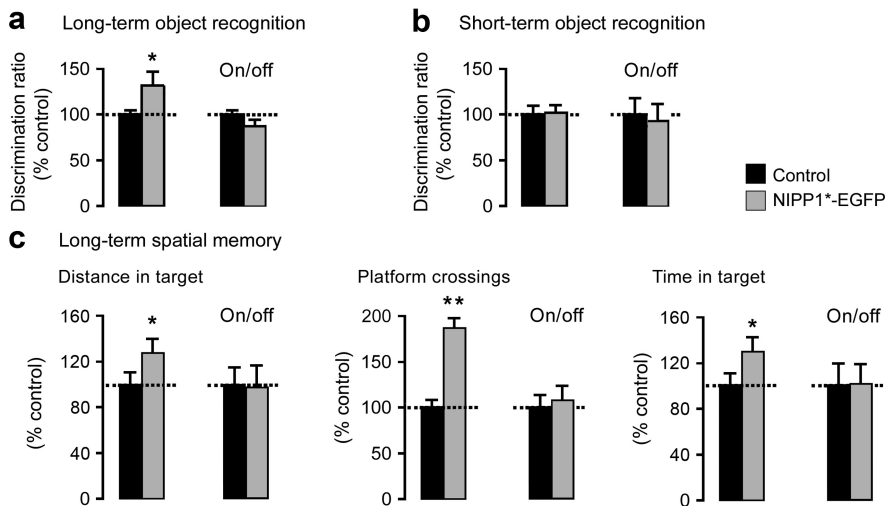 a Long-term object recognition
Discrimination ratio
(% control)
150
100
50
0
*
On/off
b Short-term object recognition
Discrimination ratio
(% control)
150
100
50
0
On/off
Control
NIPP1*-EGFP
c Long-term spatial memory
Distance in target
(% control)
160
120
80
40
0
*
On/off
Platform crossings
(% control)
200
150
100
50
0
**
On/off
Time in target
(% control)
160
120
80
40
0
*
On/off